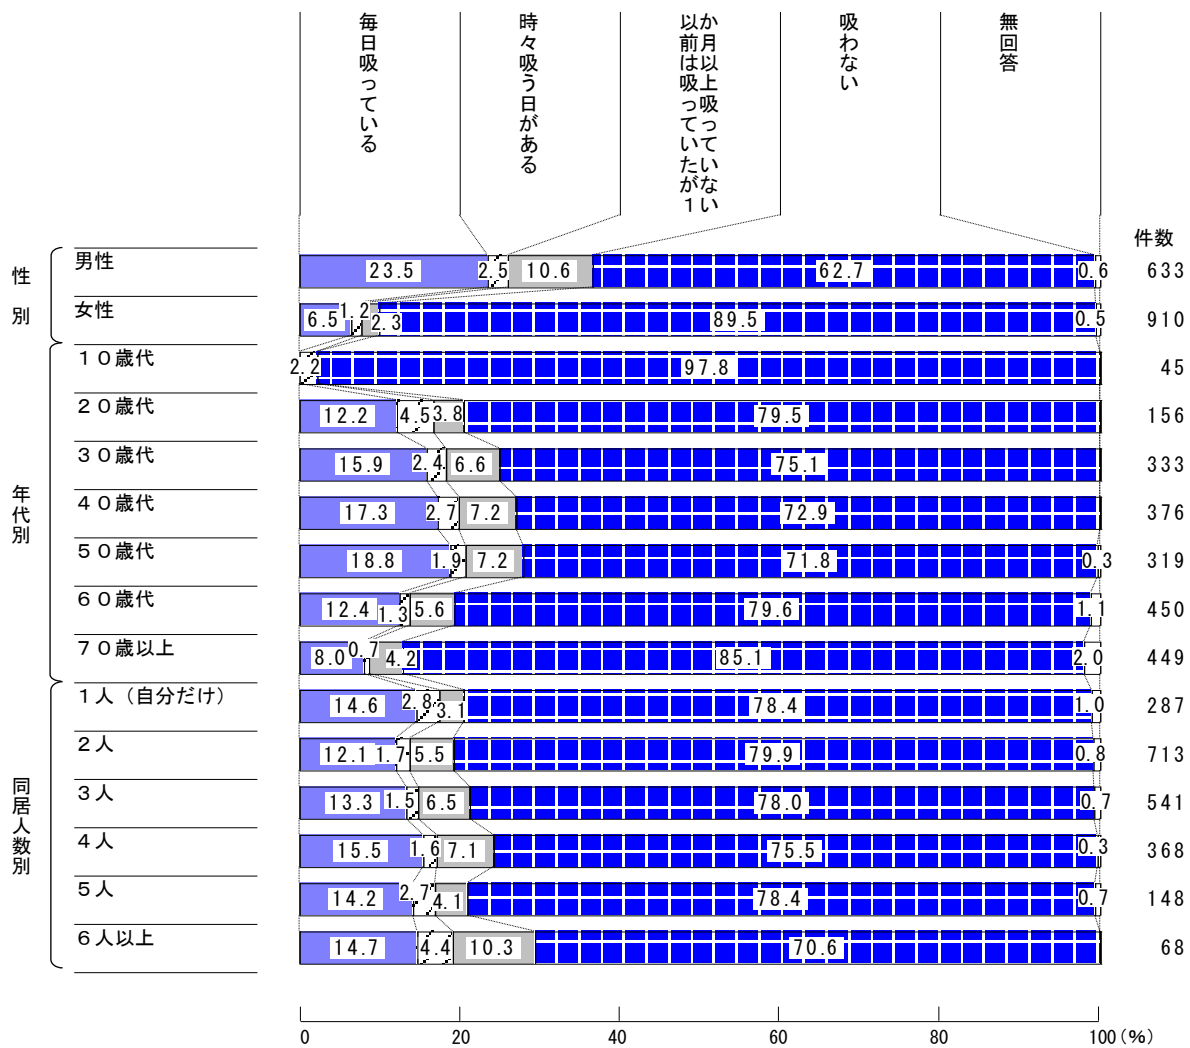 毎日吸っている
時々吸う日がある
以前は吸っていたが１
か月以上吸っていない
吸わない
無回答
件数
性別
男性
23.5 2.5 10.6 62.7 0.6 633
女性
6.5 1.2 2.3 89.5 0.5 910
年代別
１０歳代
2.2 97.8 45
２０歳代
12.2 4.5 3.8 79.5 156
３０歳代
15.9 2.4 6.6 75.1 333
４０歳代
17.3 2.7 7.2 72.9 376
５０歳代
18.8 1.9 7.2 71.8 0.3 319
６０歳代
12.4 1.3 5.6 79.6 1.1 450
７０歳以上
8.0 0.7 4.2 85.1 2.0 449
同居人数別
１人（自分だけ）
14.6 2.8 3.1 78.4 1.0 287
２人
12.1 1.7 5.5 79.9 0.8 713
３人
13.3 1.5 6.5 78.0 0.7 541
４人
15.5 1.6 7.1 75.5 0.3 368
５人
14.2 2.7 4.1 78.4 0.7 148
６人以上
14.7 4.4 10.3 70.6 68
0 20 40 60 80 100 (%)